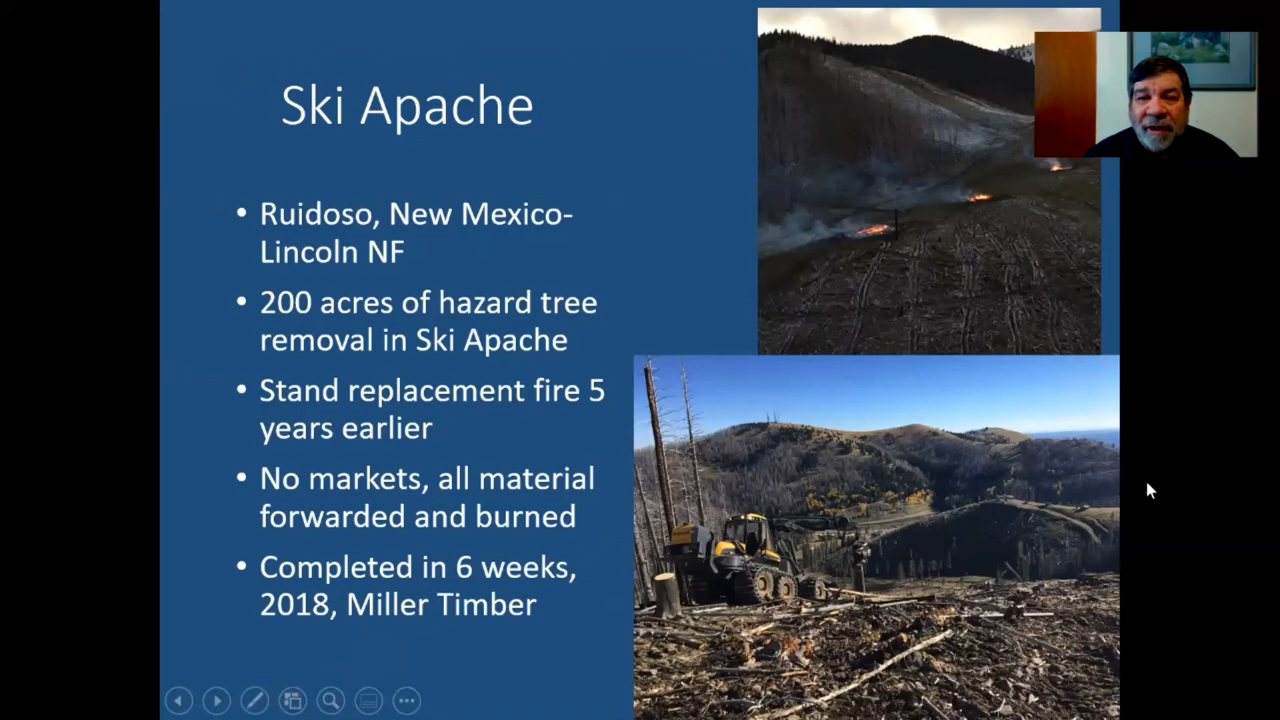 Ski Apache
• Ruidoso, New Mexico-
Lincoln NF
• 200 acres of hazard tree
removal in Ski Apache
• Stand replacement fire 5
years earlier
• No markets, all material
forwarded and burned
• Completed in 6 weeks,
2018, Miller Timber